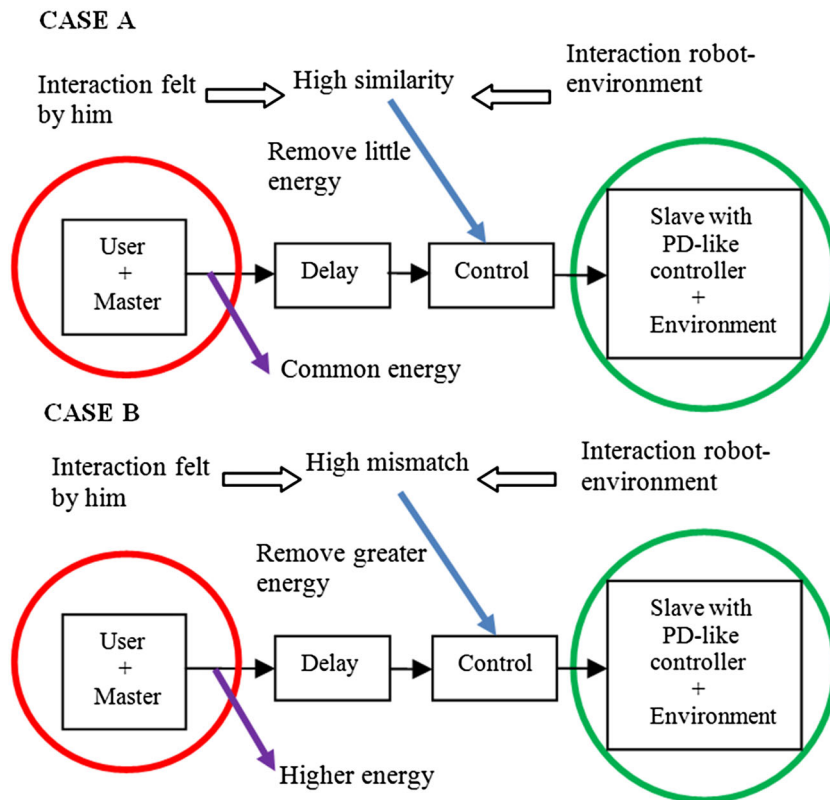 CASE A
Interaction felt
by him
High similarity
Interaction robot-
environment
Remove little
energy
User
+
Master
Delay
Control
Slave with
PD-like
controller
+
Environment
Common energy
CASE B
Interaction felt
by him
High mismatch
Interaction robot-
environment
Remove greater
energy
User
+
Master
Delay
Control
Slave with
PD-like
controller
+
Environment
Higher energy